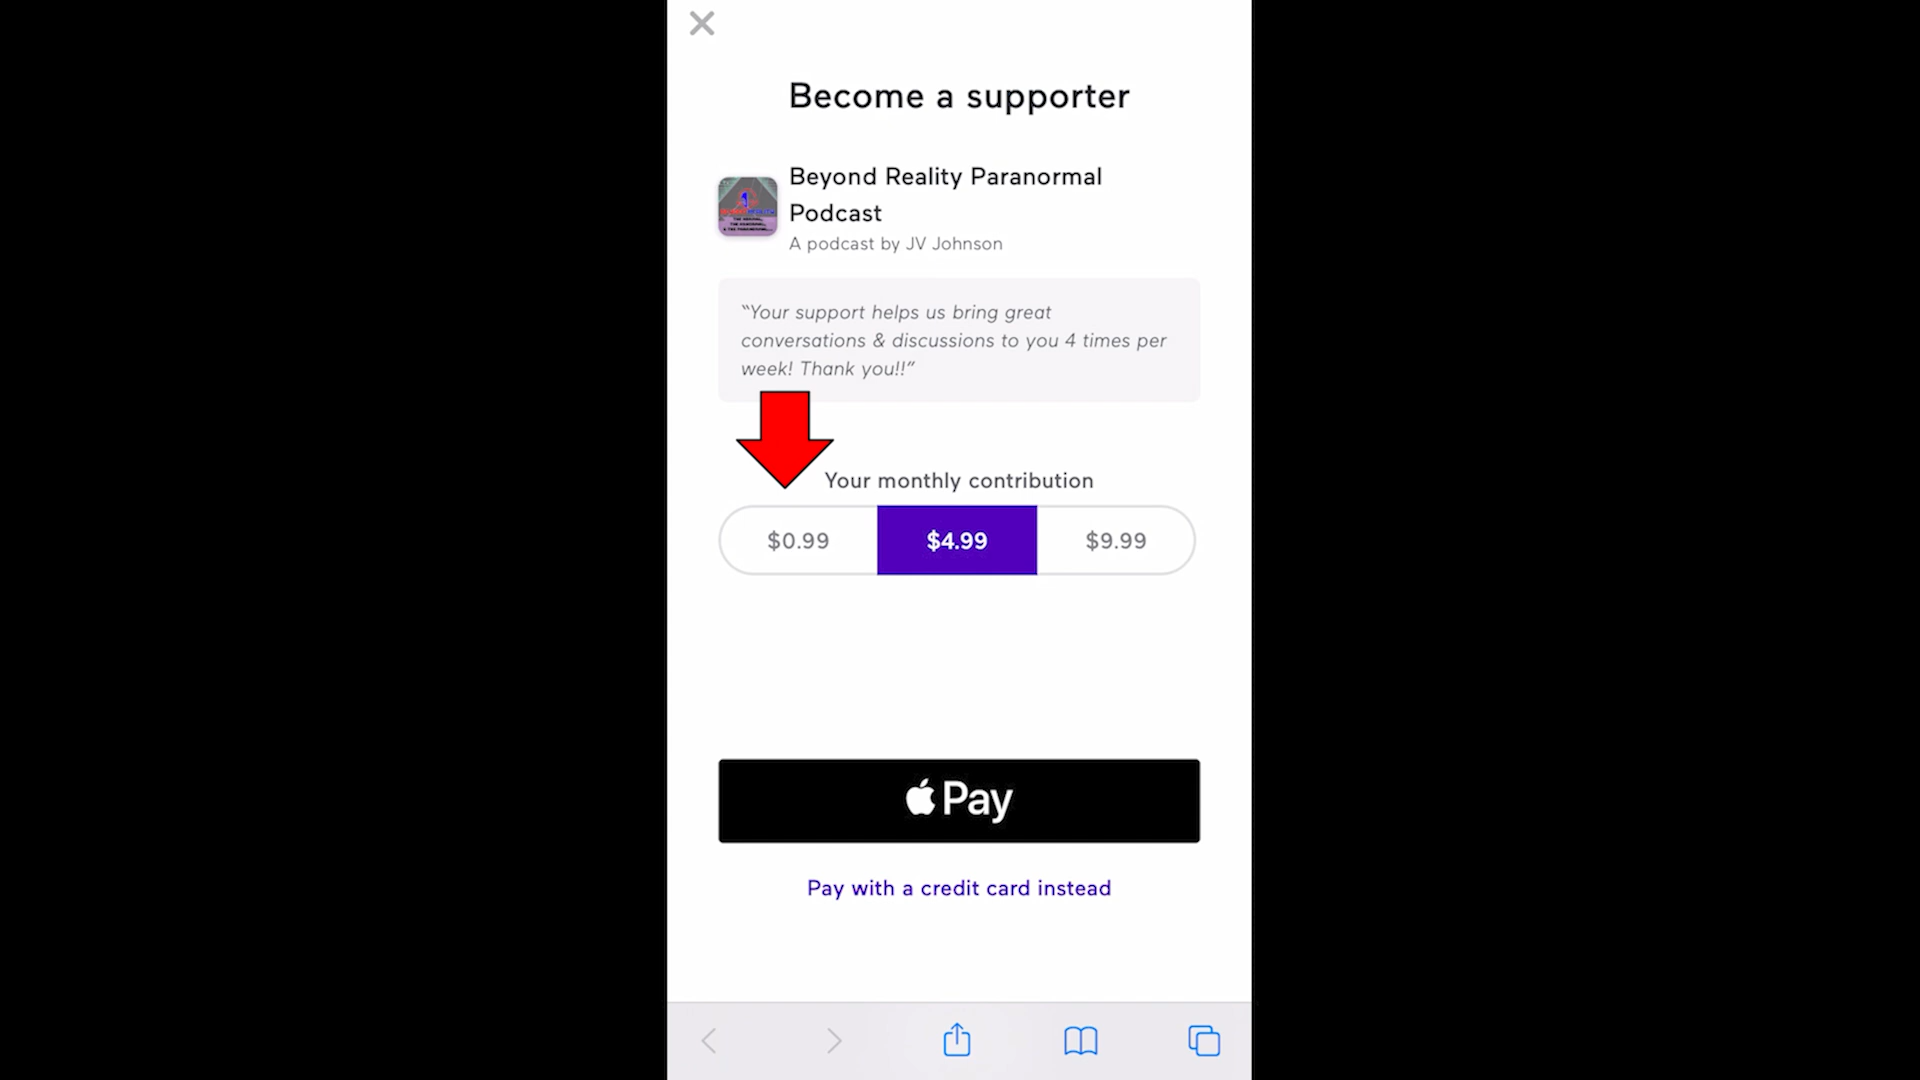 Become a supporter
Beyond Reality Paranormal
Podcast
A podcast by JV Johnson
“Your support helps us bring great
conversations & discussions to you 4 times per
week! Thank you!!”
Your monthly contribution
$0.99 $4.99 $9.99
Pay
Pay with a credit card instead